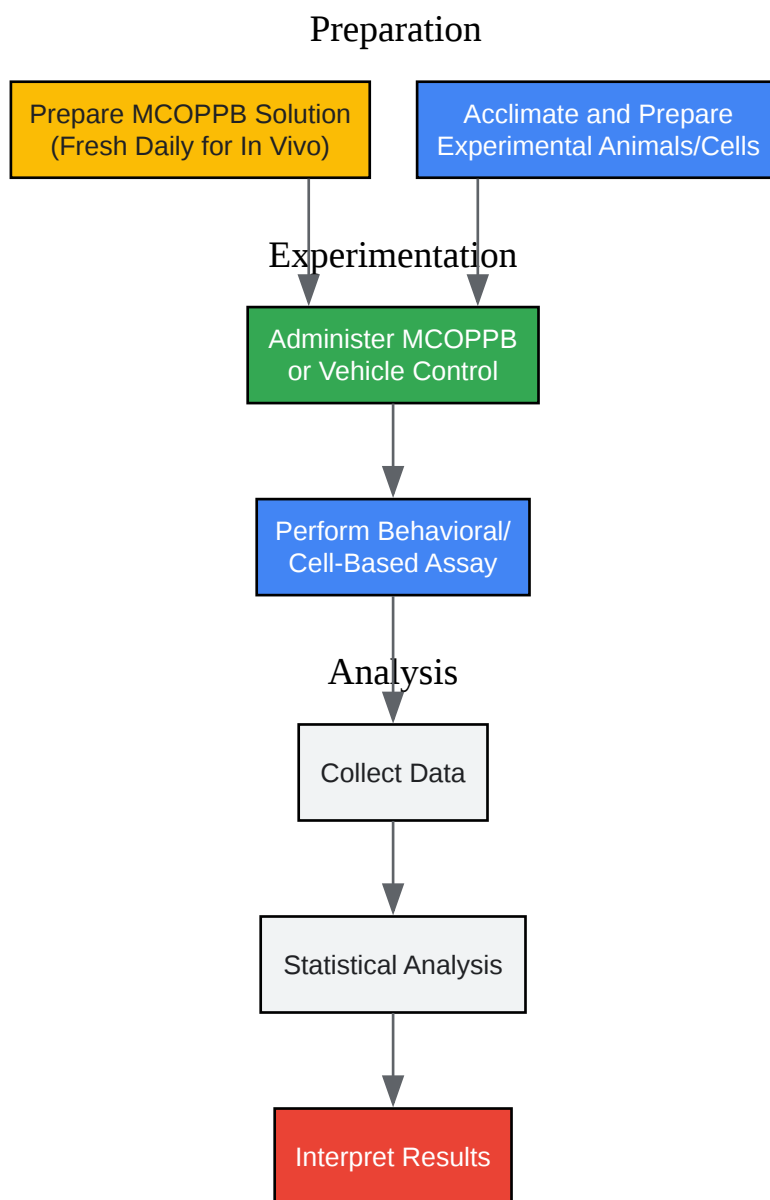 Preparation
Prepare MCOPPB Solution
(Fresh Daily for In Vivo)
Acclimate and Prepare
Experimental Animals/Cells
Experimentation
Administer MCOPPB
or Vehicle Control
Perform Behavioral/
Cell-Based Assay
Analysis
Collect Data
Statistical Analysis
Interpret Results